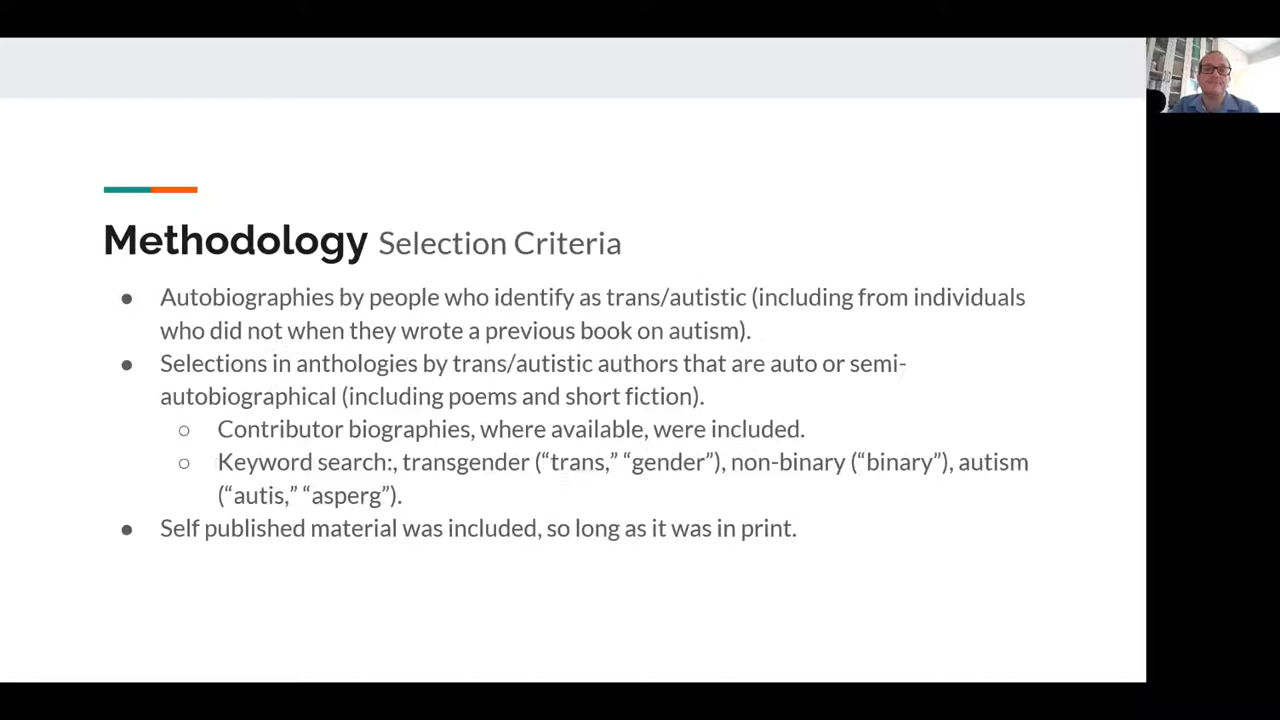 Methodology Selection Criteria
● Autobiographies by people who identify as trans/autistic (including from individuals
who did not when they wrote a previous book on autism).
● Selections in anthologies by trans/autistic authors that are auto or semi-
autobiographical (including poems and short fiction).
○ Contributor biographies, where available, were included.
○ Keyword search:, transgender (“trans,” “gender”), non-binary (“binary”), autism
(“autis,” “asperg”).
● Self published material was included, so long as it was in print.